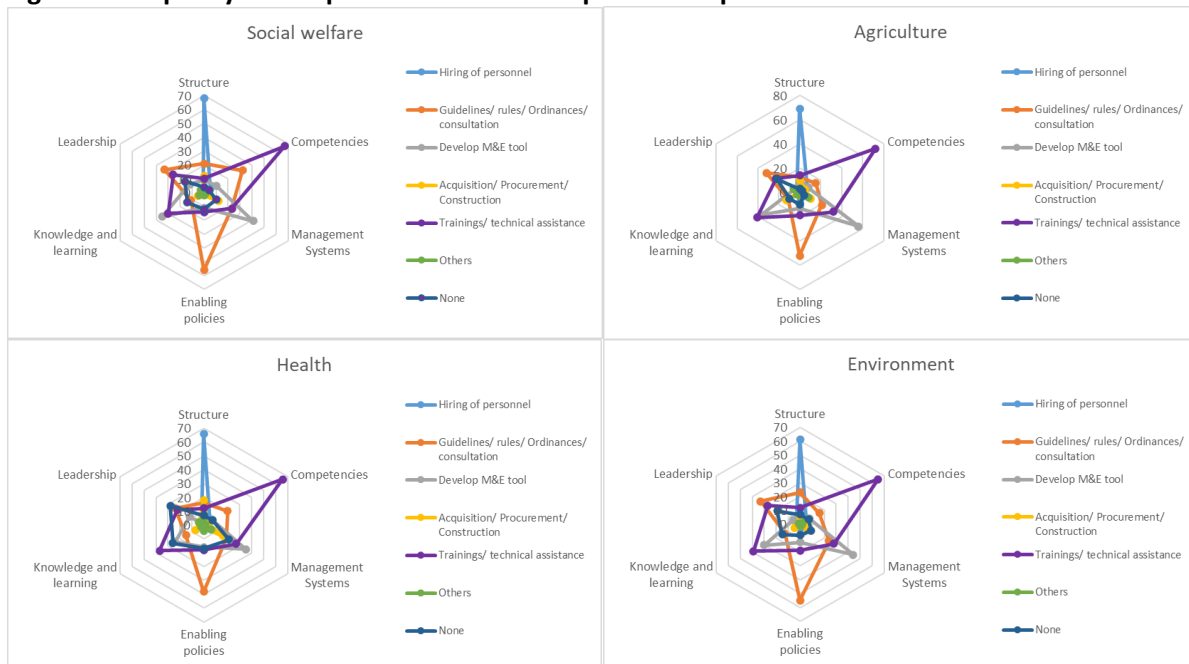 Social welfare
Structure
70
60
50
40
30
20
Competencies
Management
Systems
Enabling
policies
Knowledge and
learning
Leadership
Hiring of personnel
Guidelines/ rules/ Ordinances/
consultation
Develop M&E tool
Acquisition/ Procurement/
Construction
Trainings/ technical assistance
Others
None
Agriculture
Structure
80
60
40
20
Competencies
Management
Systems
Enabling
policies
Knowledge and
learning
Leadership
Hiring of personnel
Guidelines/ rules/ Ordinances/
consultation
Develop M&E tool
Acquisition/ Procurement/
Construction
Trainings/ technical assistance
Others
None
Health
Structure
70
60
50
40
30
20
10
0
Competencies
Management
Systems
Enabling
policies
Knowledge and
learning
Leadership
Hiring of personnel
Guidelines/ rules/ Ordinances/
consultation
Develop M&E tool
Acquisition/ Procurement/
Construction
Trainings/ technical assistance
Others
None
Environment
Structure
70
60
50
40
30
20
Competencies
Management
Systems
Enabling
policies
Knowledge and
learning
Leadership
Hiring of personnel
Guidelines/ rules/ Ordinances/
consultation
Develop M&E tool
Acquisition/ Procurement/
Construction
Trainings/ technical assistance
Others
None